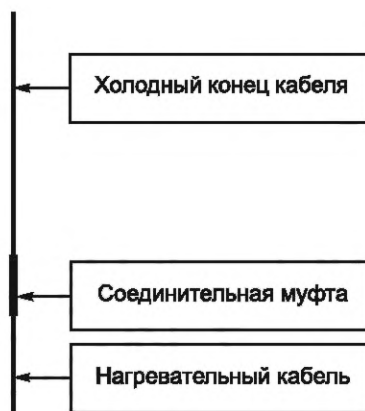 Холодный конец кабеля
Соединительная муфта
Нагревательный кабель